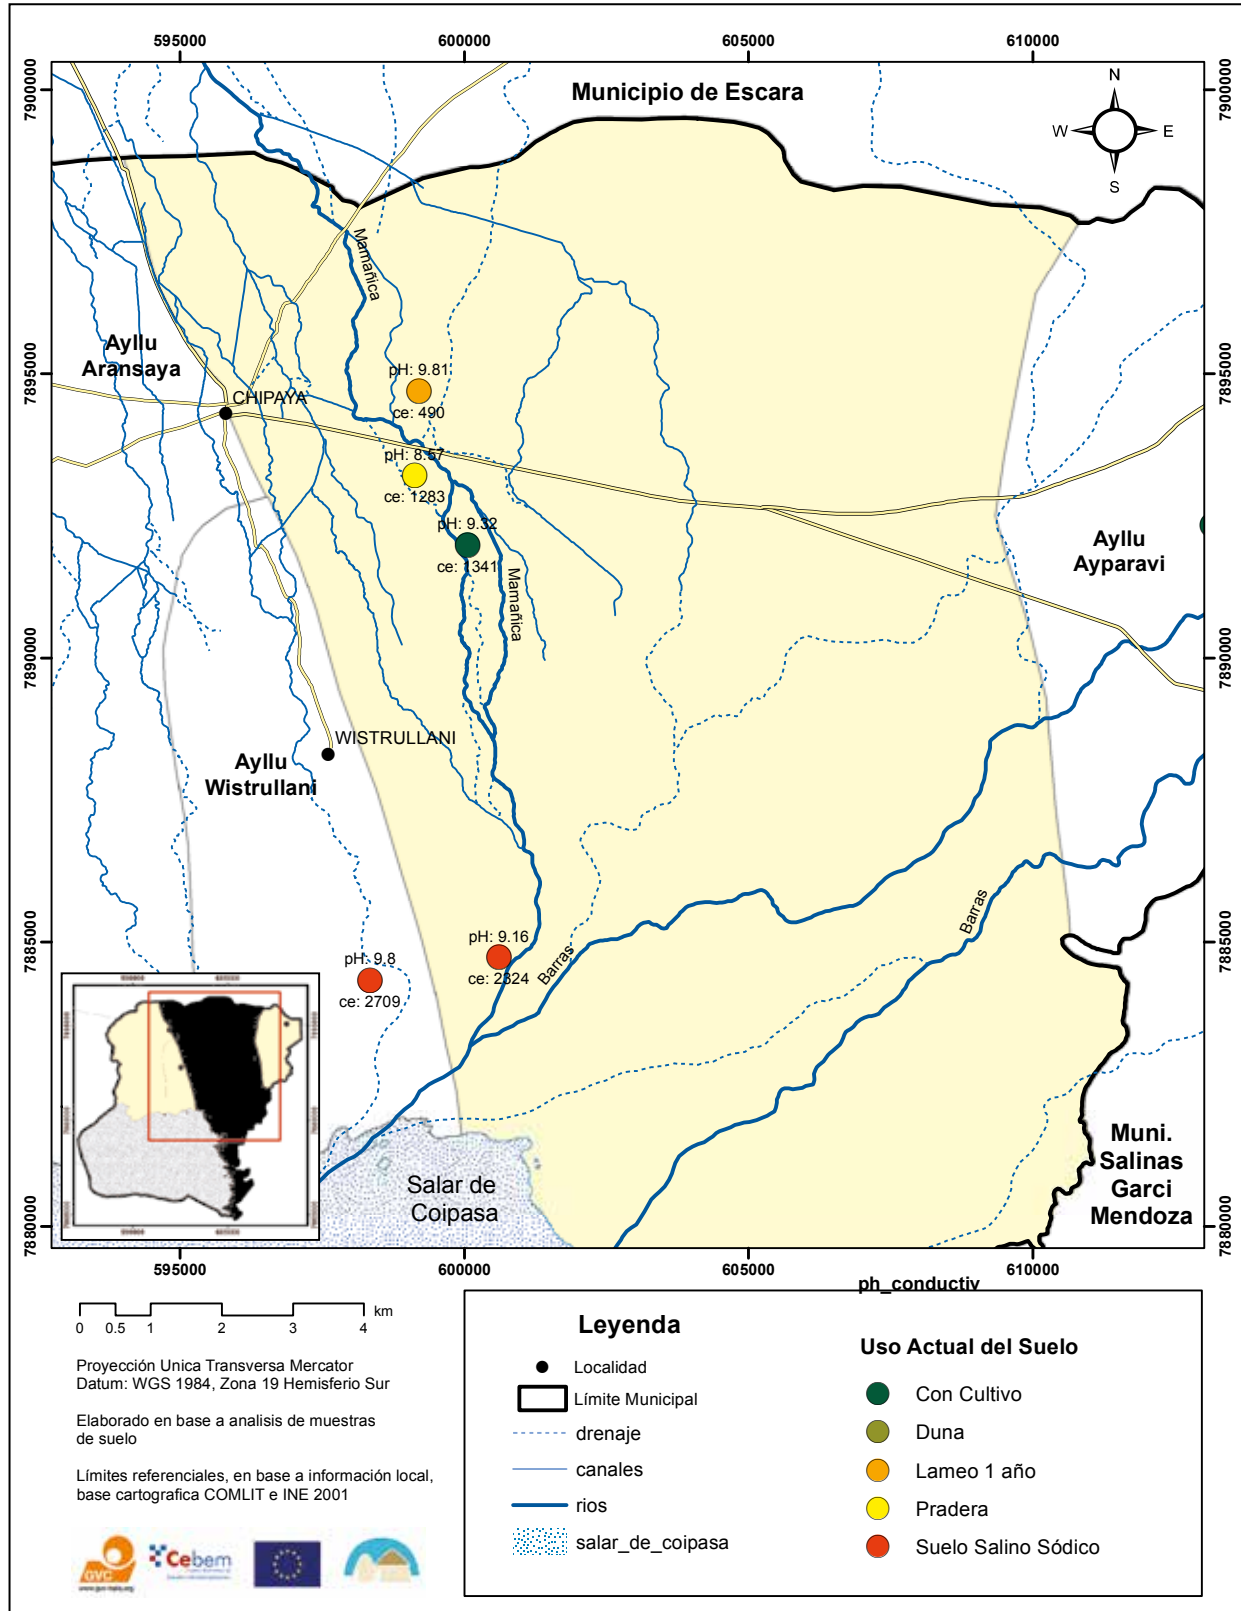 595000
600000
605000
610000
7900000
7900000
Municipio de Escara
N
W
E
S
Mamañica
Ayllu
Aransaya
7895000
7895000
pH: 9.81
CHIPAYA
ce: 490
pH: 8.57
ce: 1283
pH: 9.32
ce: 1341
Ayllu
Ayparavi
Mamañica
7890000
7890000
WISTRULLANI
Ayllu
Wistrullani
Barras
7885000
7885000
pH: 9.16
pH: 9.8
Barras
ce: 2324
ce: 2709
Muni.
Salinas
Garci
Mendoza
Salar de
Coipasa
7880000
7880000
595000
600000
605000
610000
ph_conductiv
km
0 0.5 1 2 3 4
Proyección Unica Transversa Mercator
Datum: WGS 1984, Zona 19 Hemisferio Sur
Elaborado en base a analisis de muestras
de suelo
Límites referenciales, en base a información local,
base cartografica COMLIT e INE 2001
GVC
Cebem
Leyenda
Localidad
Límite Municipal
drenaje
canales
rios
salar_de_coipasa
Uso Actual del Suelo
Con Cultivo
Duna
Lameo 1 año
Pradera
Suelo Salino Sódico